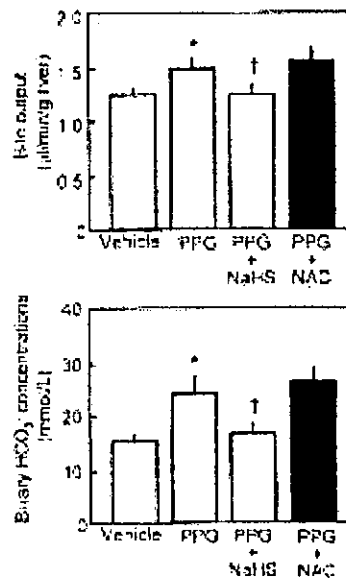 2.0
1.5
1.0
0.5
0
Bile output
(μl/min/g liver)
*
†
Vehicle PPG PPG PPG
+ +
NaHS NAC
40
30
20
10
0
Biliary HCO₃⁻ concentrations
(mmol/L)
*
†
Vehicle PPG PPG PPG
+ +
NaHS NAC